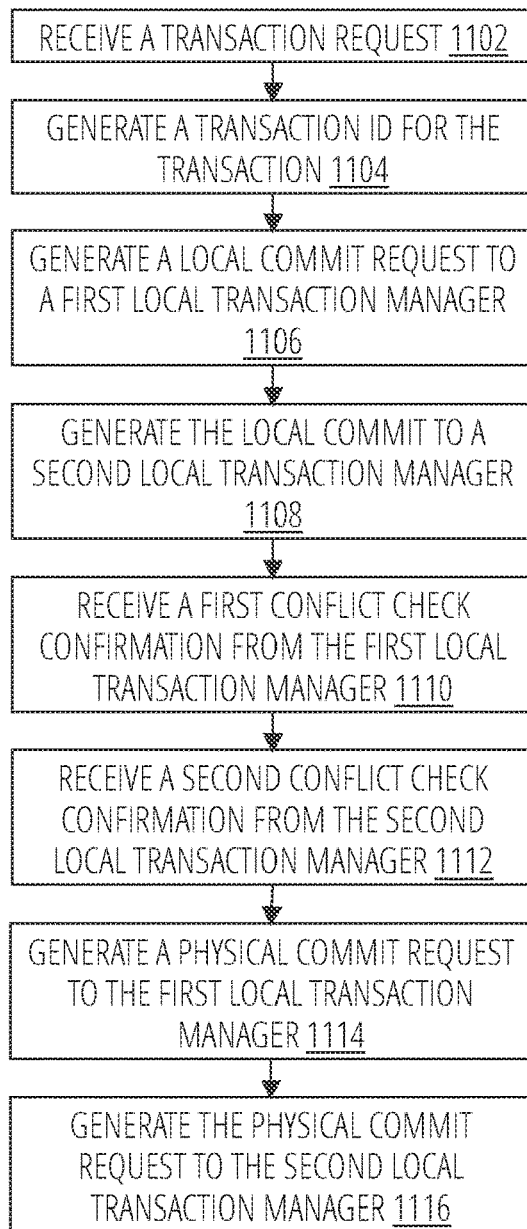 RECEIVE A TRANSACTION REQUEST 1102
GENERATE A TRANSACTION ID FOR THE
TRANSACTION 1104
GENERATE A LOCAL COMMIT REQUEST TO
A FIRST LOCAL TRANSACTION MANAGER
1106
GENERATE THE LOCAL COMMIT TO A
SECOND LOCAL TRANSACTION MANAGER
1108
RECEIVE A FIRST CONFLICT CHECK
CONFIRMATION FROM THE FIRST LOCAL
TRANSACTION MANAGER 1110
RECEIVE A SECOND CONFLICT CHECK
CONFIRMATION FROM THE SECOND
LOCAL TRANSACTION MANAGER 1112
GENERATE A PHYSICAL COMMIT REQUEST
TO THE FIRST LOCAL TRANSACTION
MANAGER 1114
GENERATE THE PHYSICAL COMMIT
REQUEST TO THE SECOND LOCAL
TRANSACTION MANAGER 1116